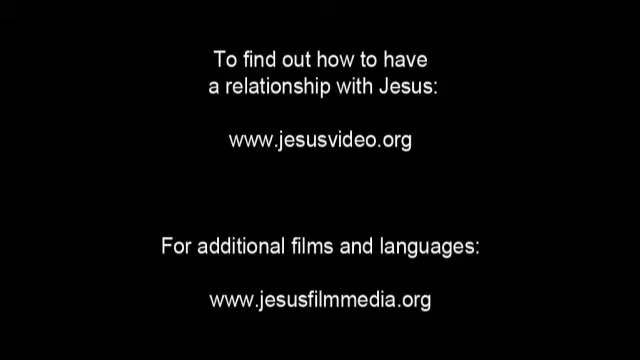 To find out how to have
a relationship with Jesus:
www.jesusvideo.org
For additional films and languages:
www.jesusfilmmedia.org